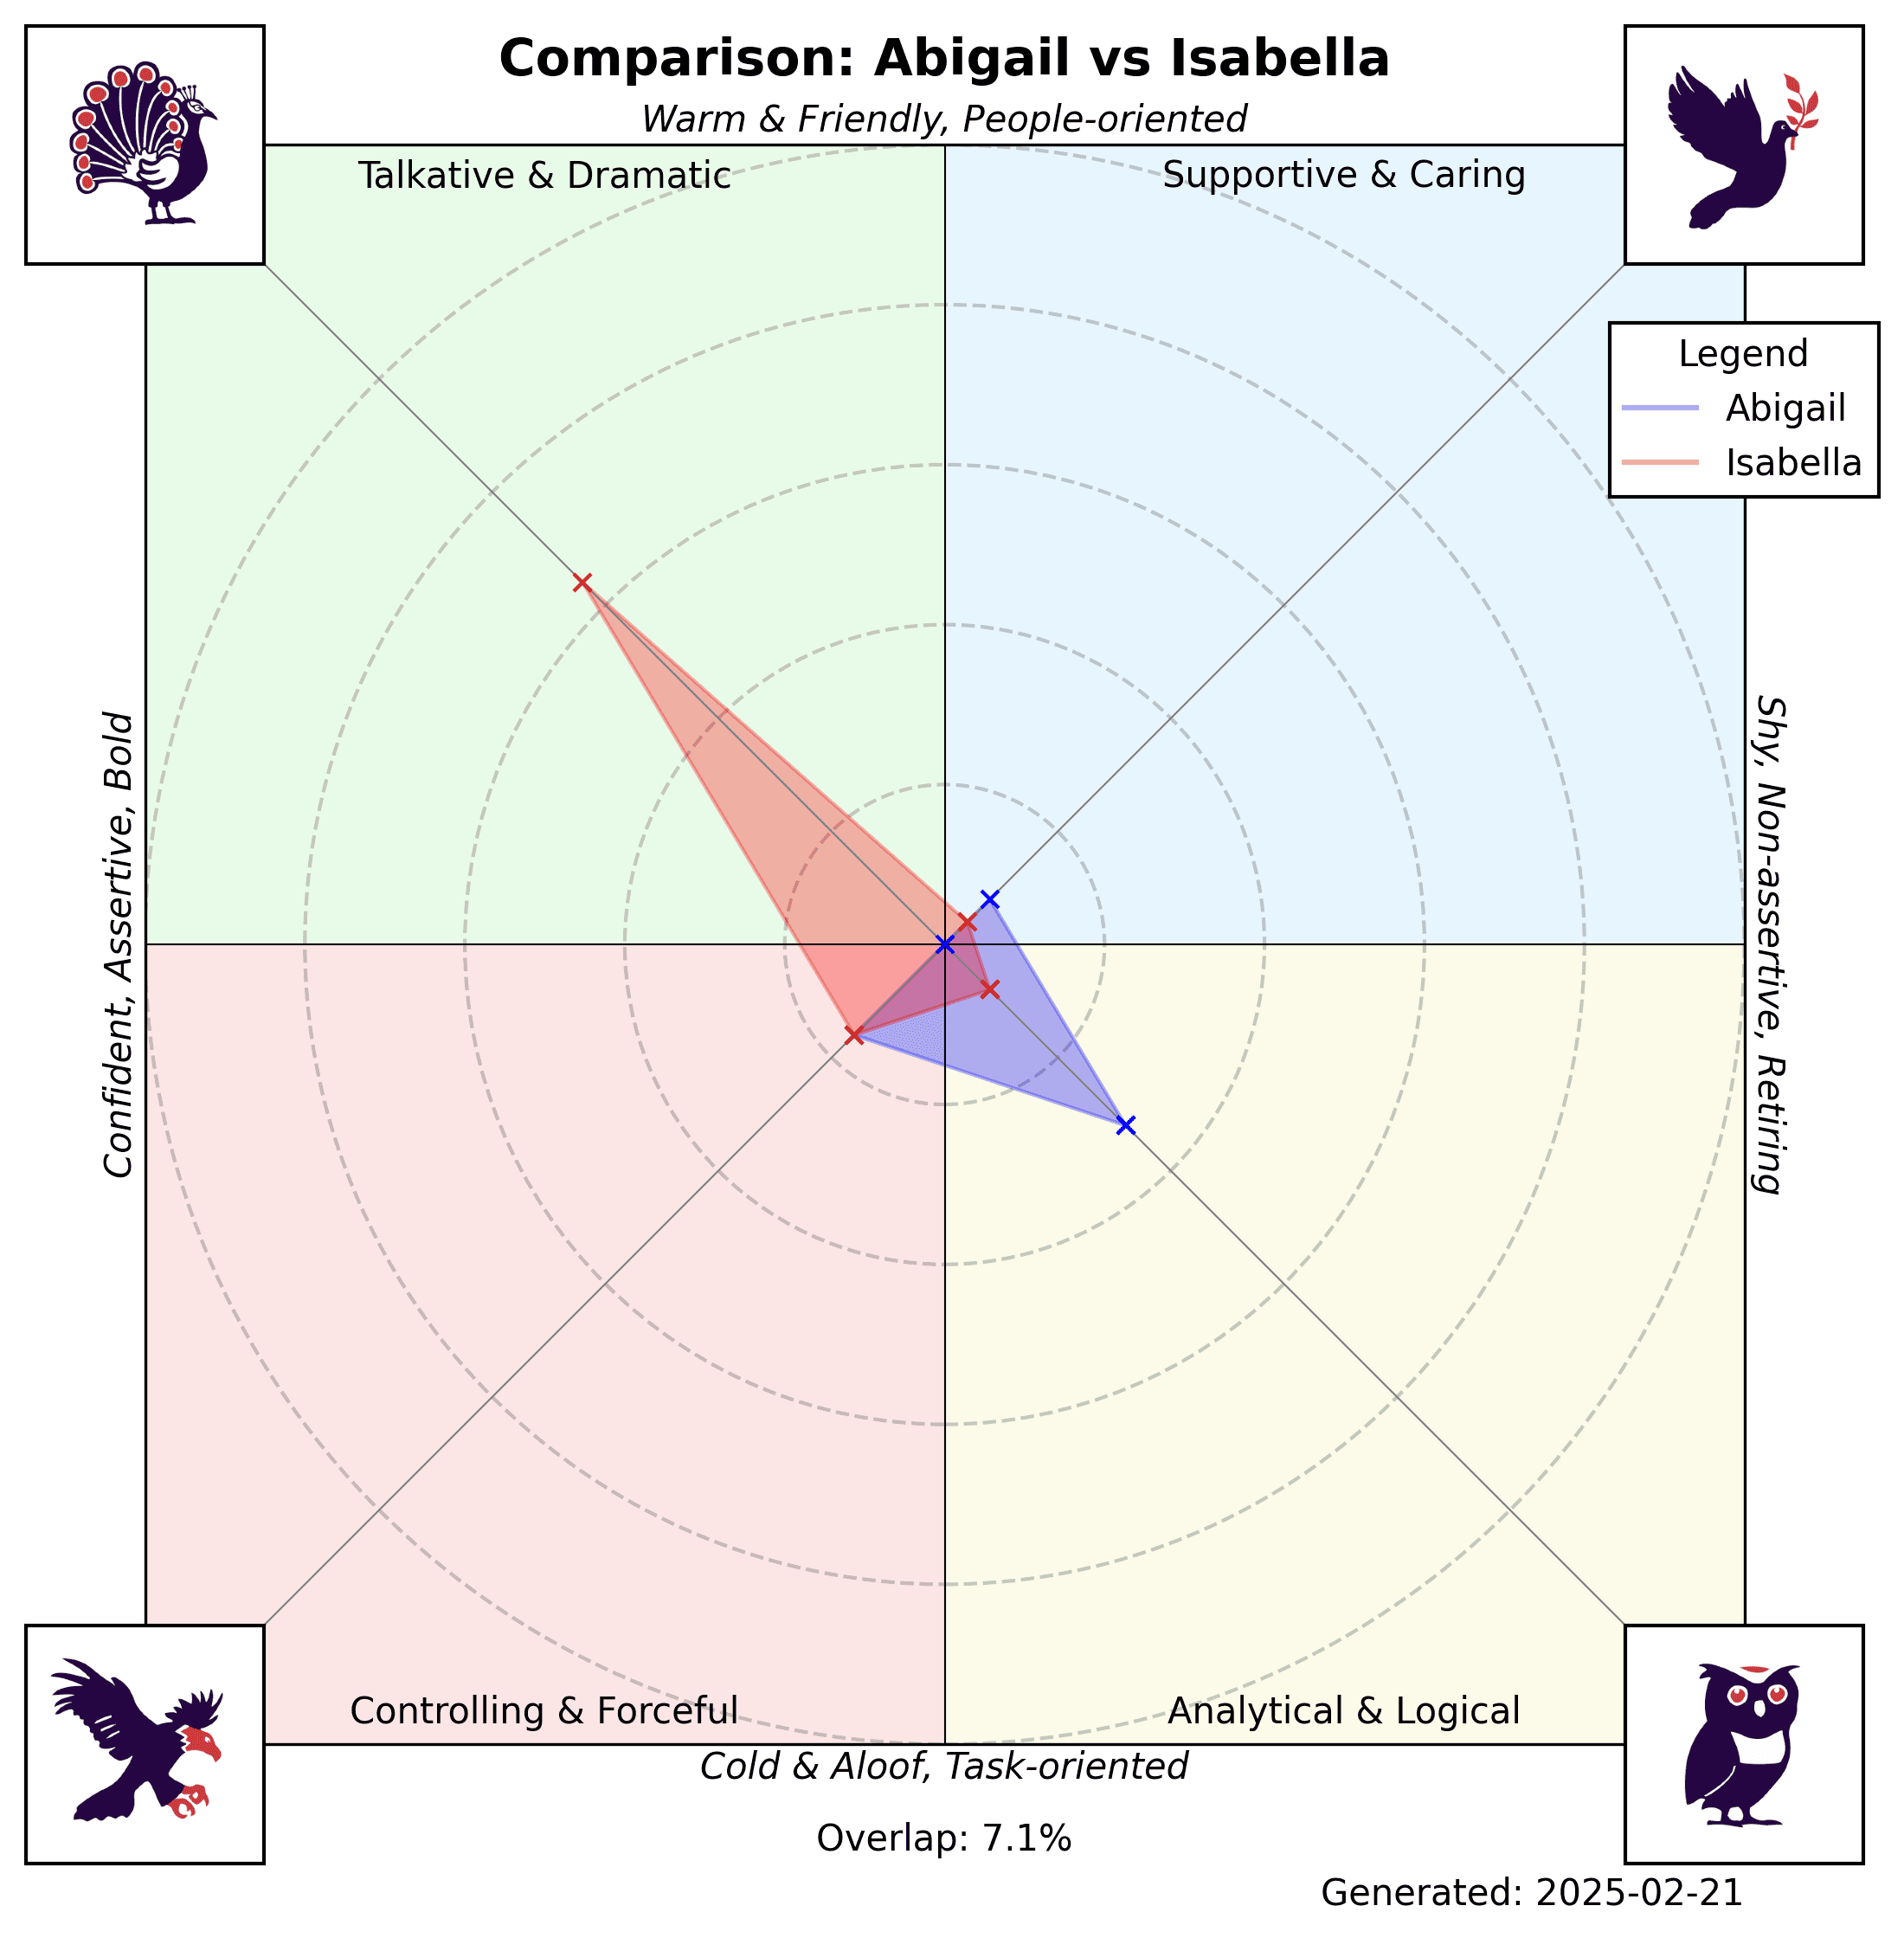 Comparison: Abigail vs Isabella
Warm & Friendly, People-oriented
Talkative & Dramatic
Supportive & Caring
Legend
Abigail
Isabella
Confident, Assertive, Bold
Shy, Non-assertive, Retiring
Controlling & Forceful
Analytical & Logical
Cold & Aloof, Task-oriented
Overlap: 7.1%
Generated: 2025-02-21